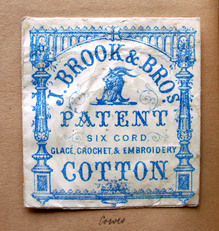 J. BROOK & BROS.
PATENT
SIX CORD
GLACÉ, CROCHET, & EMBROIDERY
COTTON